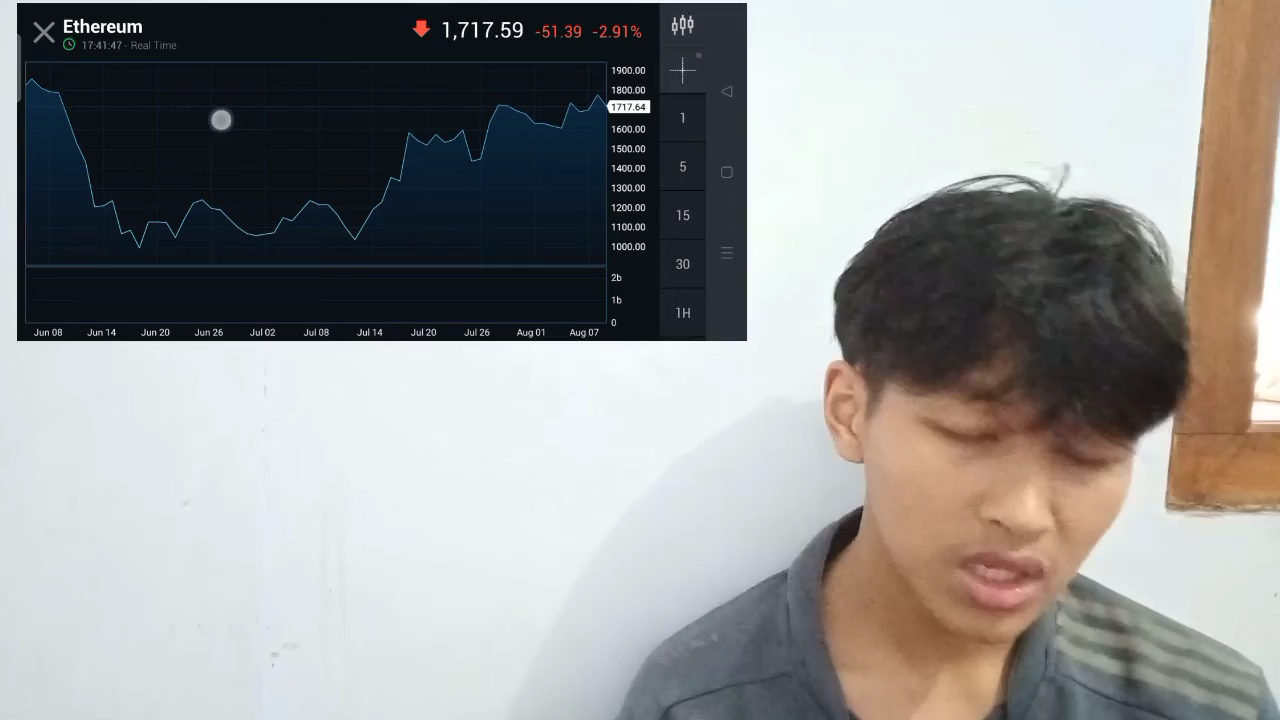 Ethereum
1,717.59 -51.39 -2.91%
17:41:47 - Real Time
1900.00
1800.00
1717.64
1600.00
1500.00
1400.00
1300.00
1200.00
1100.00
1000.00
2b
1b
0
Jun 08 Jun 14 Jun 20 Jun 26 Jul 02 Jul 08 Jul 14 Jul 20 Jul 26 Aug 01 Aug 07
1
5
15
30
1H